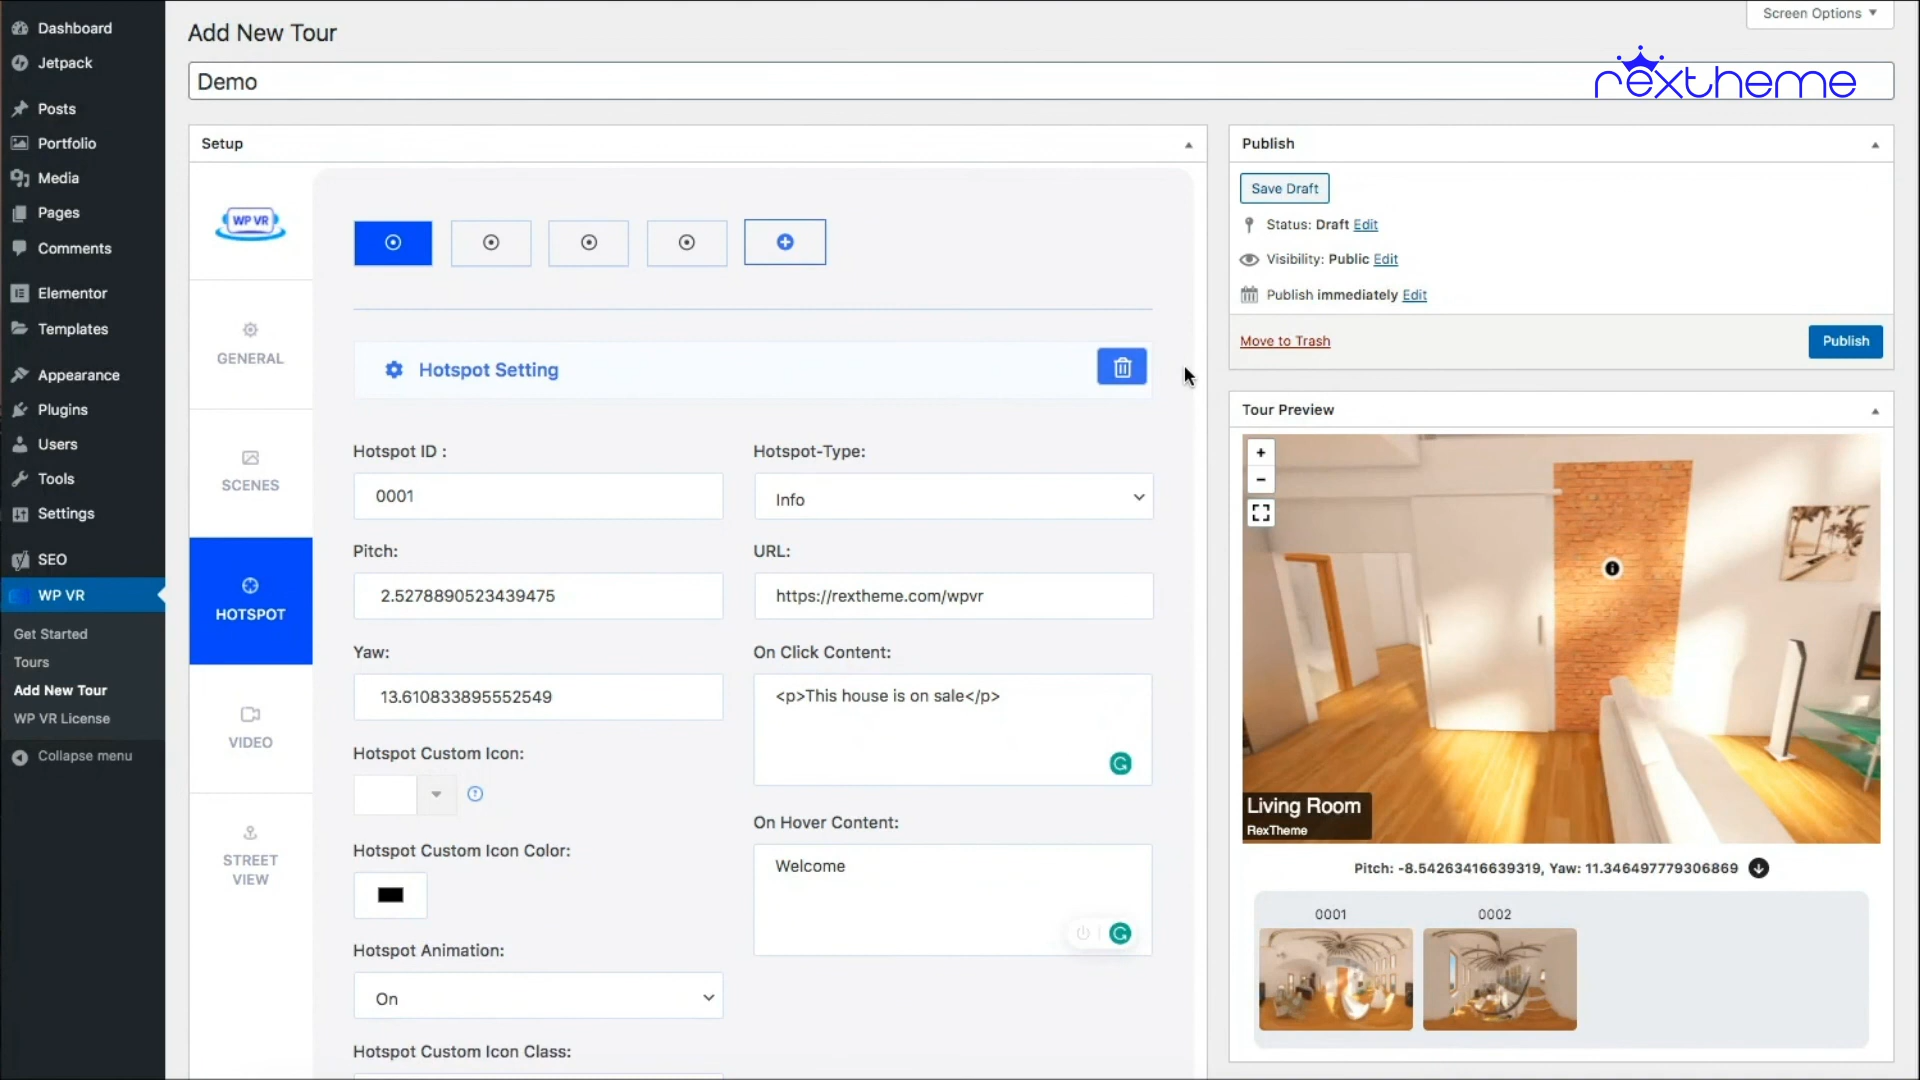 Dashboard
Jetpack
Posts
Portfolio
Media
Pages
Comments
Elementor
Templates
Appearance
Plugins
Users
Tools
Settings
SEO
WP VR
Get Started
Tours
Add New Tour
WP VR License
Collapse menu
Screen Options
Add New Tour
Demo
rextheme
Setup
WP VR
GENERAL
SCENES
HOTSPOT
VIDEO
STREET
VIEW
Hotspot Setting
Hotspot ID :
0001
Pitch:
2.5278890523439475
Yaw:
13.610833895552549
Hotspot Custom Icon:
Hotspot Custom Icon Color:
Hotspot Animation:
On
Hotspot Custom Icon Class:
Hotspot-Type:
Info
URL:
https://rextheme.com/wpvr
On Click Content:
<p>This house is on sale</p>
On Hover Content:
Welcome
Publish
Save Draft
Status: Draft Edit
Visibility: Public Edit
Publish immediately Edit
Move to Trash
Publish
Tour Preview
+
−
Living Room
RexTheme
Pitch: -8.54263416639319, Yaw: 11.346497779306869
0001
0002